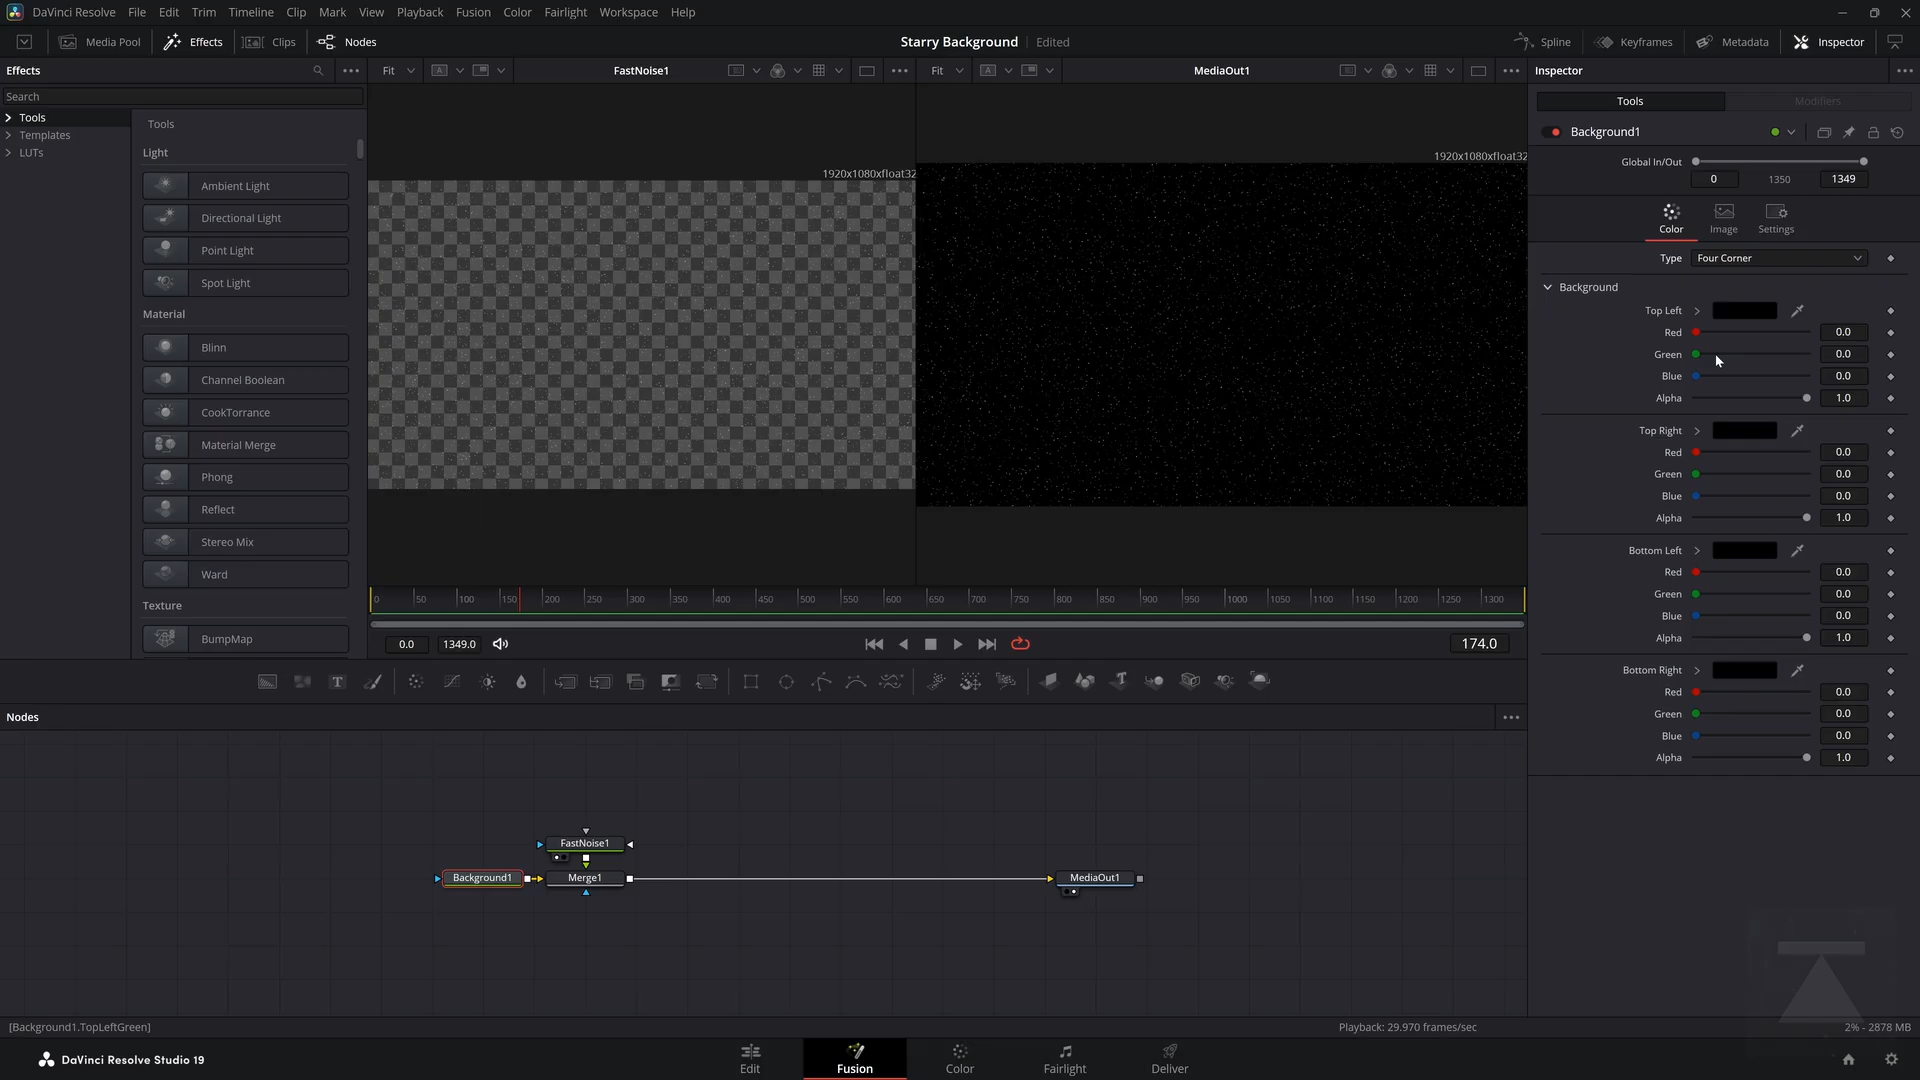 DaVinci Resolve File Edit Trim Timeline Clip Mark View Playback Fusion Color Fairlight Workspace Help
Media Pool Effects Clips Nodes Starry Background Edited Spline Keyframes Metadata Inspector
Effects Fit A FastNoise1 Fit A MediaOut1 Inspector
Search
Tools Modifiers
Tools
Templates
LUTs
Tools
Light
Ambient Light
Directional Light
Point Light
Spot Light
Material
Blinn
Channel Boolean
CookTorrance
Material Merge
Phong
Reflect
Stereo Mix
Ward
Texture
BumpMap
1920x1080xfloat32
1920x1080xfloat32
0 50 100 150 200 250 300 350 400 450 500 550 600 650 700 750 800 850 900 950 1000 1050 1100 1150 1200 1250 1300
0.0 1349.0 174.0
T
Background1
Global In/Out
0 1350 1349
Color Image Settings
Type Four Corner
Background
Top Left
Red 0.0
Green 0.0
Blue 0.0
Alpha 1.0
Top Right
Red 0.0
Green 0.0
Blue 0.0
Alpha 1.0
Bottom Left
Red 0.0
Green 0.0
Blue 0.0
Alpha 1.0
Bottom Right
Red 0.0
Green 0.0
Blue 0.0
Alpha 1.0
Nodes
FastNoise1
Background1 Merge1 MediaOut1
[Background1.TopLeftGreen] Playback: 29.970 frames/sec 2% - 2878 MB
DaVinci Resolve Studio 19 Edit Fusion Color Fairlight Deliver